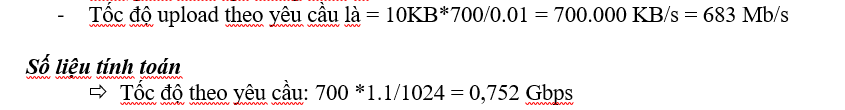 - Tốc độ upload theo yêu cầu là = 10KB*700/0.01 = 700.000 KB/s = 683 Mb/s
Số liệu tính toán
⇨ Tốc độ theo yêu cầu: 700 *1.1/1024 = 0,752 Gbps